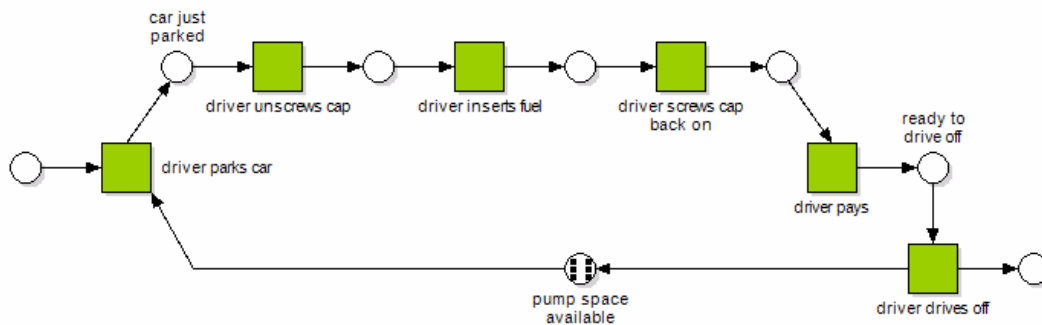 car just
parked
driver unscrews cap
driver inserts fuel
driver screws cap
back on
ready to
drive off
driver parks car
driver pays
pump space
available
driver drives off